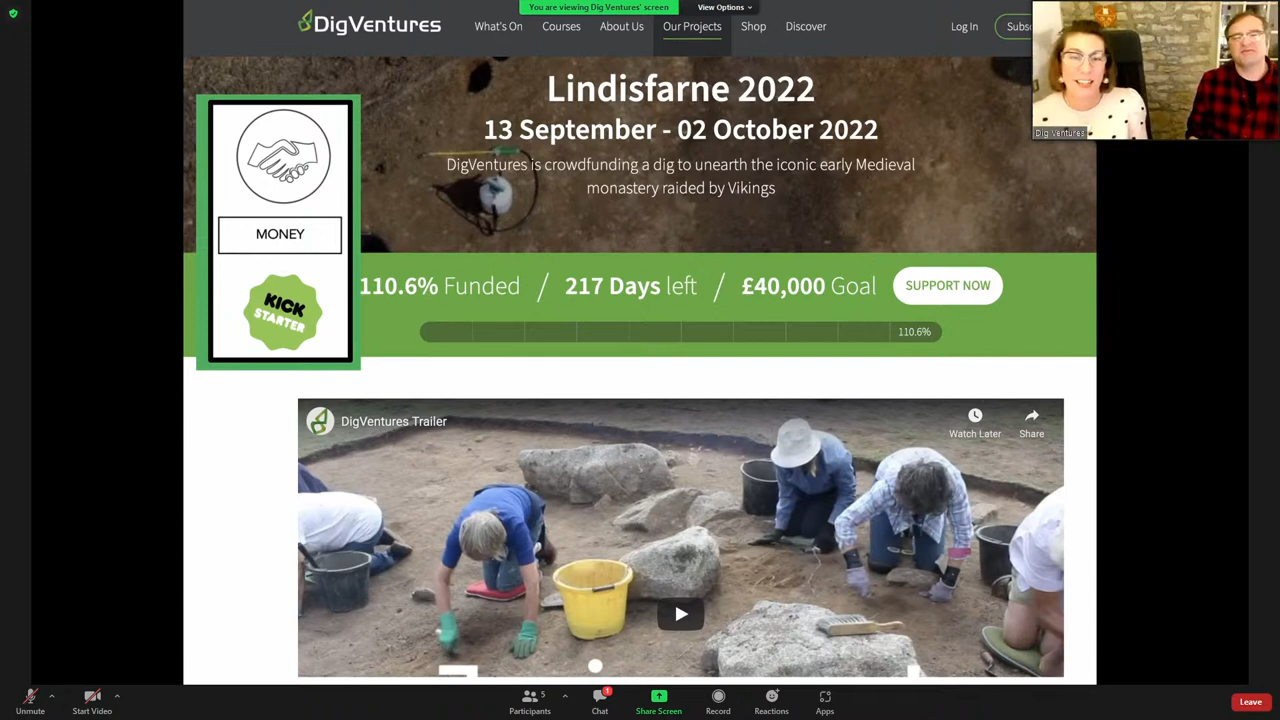 You are viewing Dig Ventures' screen
View Options
DigVentures
What's On
Courses
About Us
Our Projects
Shop
Discover
Log In
Subsc
Lindisfarne 2022
13 September - 02 October 2022
DigVentures is crowdfunding a dig to unearth the iconic early Medieval
monastery raided by Vikings
Dig Ventures
MONEY
KICK
STARTER
110.6% Funded / 217 Days left / £40,000 Goal
SUPPORT NOW
110.6%
DigVentures Trailer
Watch Later
Share
Unmute
Start Video
5
Participants
1
Chat
Share Screen
Record
Reactions
Apps
Leave